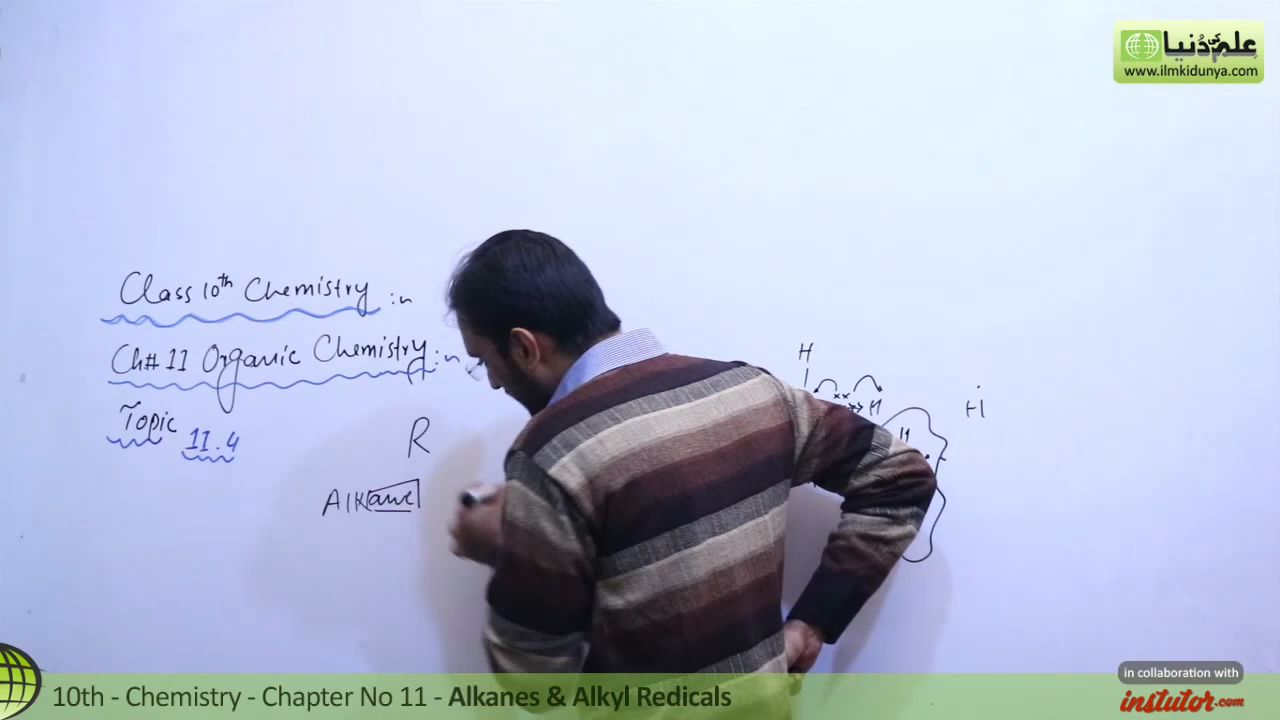 علم کی دنیا
www.ilmkidunya.com
Class 10th Chemistry :
Ch# 11 Organic Chemistry :
Topic 11.4
R
Alkane
H
H
H
H
10th - Chemistry - Chapter No 11 - Alkanes & Alkyl Redicals
in collaboration with
instutor.com